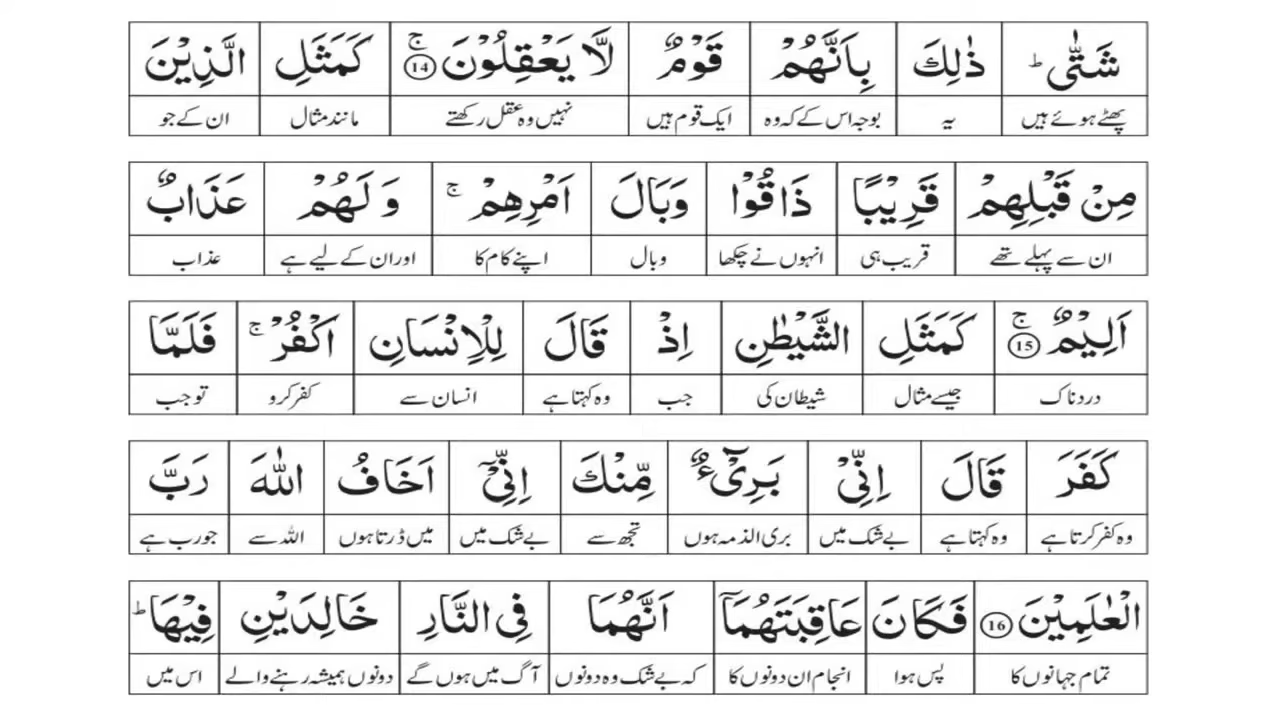 شَتّٰىؕ ذٰلِكَ بِاَنَّهُمْ قَوْمٌ لَّا يَعْقِلُوْنَۚ 14 كَمَثَلِ الَّذِيْنَ
پھٹے ہوئے ہیں یہ بوجہ اس کے کہ وہ ایک قوم ہیں نہیں وہ عقل رکھتے مانند مثال ان کے جو
مِنْ قَبْلِهِمْ قَرِيْبًا ذَاقُوْا وَبَالَ اَمْرِهِمْۚ وَلَهُمْ عَذَابٌ
ان سے پہلے تھے قریب ہی انہوں نے چکھا وبال اپنے کام کا اور ان کے لیے ہے عذاب
اَلِيْمٌۚ 15 كَمَثَلِ الشَّيْطٰنِ اِذْ قَالَ لِلْاِنْسَانِ اكْفُرْۚ فَلَمَّا
دردناک جیسے مثال شیطان کی جب وہ کہتا ہے انسان سے کفر کرو تو جب
كَفَرَ قَالَ اِنِّيْ بَرِيْٓءٌ مِّنْكَ اِنِّيْٓ اَخَافُ اللّٰهَ رَبَّ
وہ کفر کرتا ہے وہ کہتا ہے بے شک میں بری الذمہ ہوں تجھ سے بے شک میں میں ڈرتا ہوں اللہ سے جو رب ہے
الْعٰلَمِيْنَ 16 فَكَانَ عَاقِبَتَهُمَآ اَنَّهُمَا فِي النَّارِ خَالِدَيْنِ فِيْهَاؕ
تمام جہانوں کا پس ہوا انجام ان دونوں کا کہ بے شک وہ دونوں آگ میں ہوں گے دونوں ہمیشہ رہنے والے اس میں